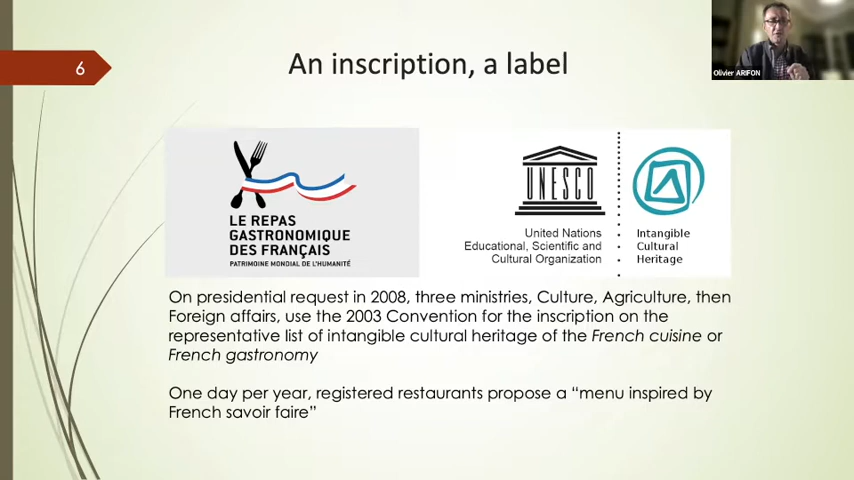 6
An inscription, a label
Olivier ARIFON
LE REPAS
GASTRONOMIQUE
DES FRANÇAIS
PATRIMOINE MONDIAL DE L'HUMANITÉ
UNESCO
United Nations
Educational, Scientific and
Cultural Organization
Intangible
Cultural
Heritage
On presidential request in 2008, three ministries, Culture, Agriculture, then
Foreign affairs, use the 2003 Convention for the inscription on the
representative list of intangible cultural heritage of the French cuisine or
French gastronomy
One day per year, registered restaurants propose a “menu inspired by
French savoir faire”